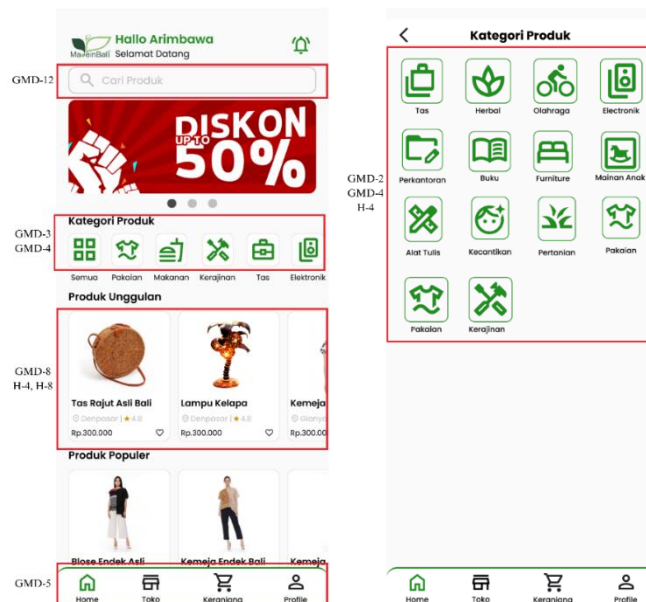 Hallo Arimbawa
MadeinBali Selamat Datang
GMD-12
Cari Produk
DISKON
UP TO
50%
GMD-3
GMD-4
Kategori Produk
Semua Pakaian Makanan Kerajinan Tas Elektronik
Produk Unggulan
GMD-8
H-4, H-8
Tas Rajut Asli Bali Lampu Kelapa Kemeja
Denpasar | ★ 4.8 Denpasar | ★ 4.8 Giany
Rp.300.000 Rp.300.000 Rp.300.00
Produk Populer
Blose Endek Asli Kemeja Endek Bali Kemeja
GMD-5
Home Toko Keranjang Profile
Kategori Produk
GMD-2
GMD-4
H-4
Tas Herbal Olahraga Electronik
Perkantoran Buku Furniture Mainan Anak
Alat Tulis Kecantikan Pertanian Pakaian
Pakaian Kerajinan
Home Toko Keranjang Profile